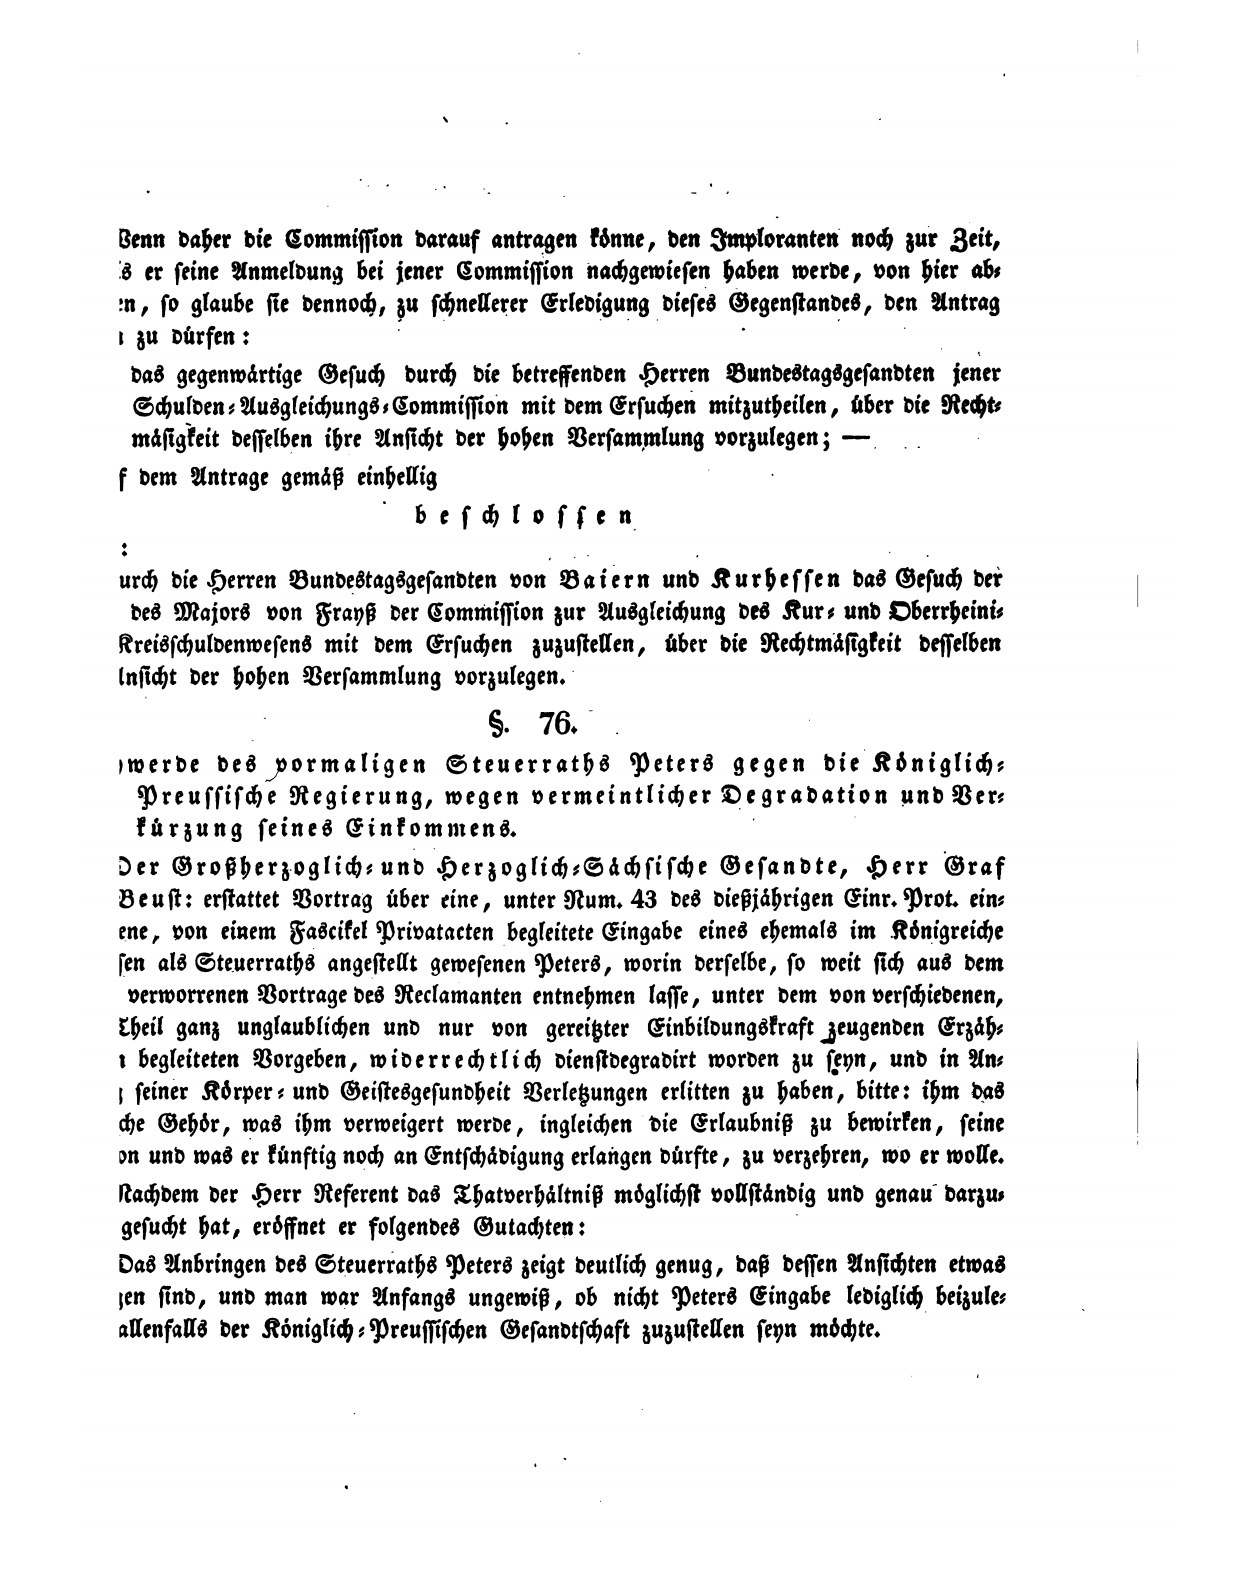 Wenn daher die Commission darauf antragen könne, den Imploranten noch zur Zeit,
s er seine Anmeldung bei jener Commission nachgewiesen haben werde, von hier ab⸗
en, so glaube sie dennoch, zu schnellerer Erledigung dieses Gegenstandes, den Antrag
zu dürfen:
das gegenwärtige Gesuch durch die betreffenden Herren Bundestagsgesandten jener
Schulden⸗Ausgleichungs⸗Commission mit dem Ersuchen mitzutheilen, über die Recht⸗
mäsigkeit desselben ihre Ansicht der hohen Versammlung vorzulegen; —
f dem Antrage gemäß einhellig
beschlossen
:
urch die Herren Bundestagsgesandten von Baiern und Kurhessen das Gesuch der
des Majors von Frayß der Commission zur Ausgleichung des Kur⸗ und Oberrheini⸗
Kreisschuldenwesens mit dem Ersuchen zuzustellen, über die Rechtmäsigkeit desselben
Ansicht der hohen Versammlung vorzulegen.
§. 76.
werde des vormaligen Steuerraths Peters gegen die Königlich⸗
Preussische Regierung, wegen vermeintlicher Degradation und Ver⸗
kürzung seines Einkommens.
Der Großherzoglich⸗ und Herzoglich⸗Sächsische Gesandte, Herr Graf
Beust: erstattet Vortrag über eine, unter Num. 43 des dießjährigen Einr. Prot. ein⸗
ene, von einem Fascikel Privatacten begleitete Eingabe eines ehemals im Königreiche
sen als Steuerraths angestellt gewesenen Peters, worin derselbe, so weit sich aus dem
verworrenen Vortrage des Reclamanten entnehmen lasse, unter dem von verschiedenen,
Theil ganz unglaublichen und nur von gereitzter Einbildungskraft zeugenden Erzäh⸗
begleiteten Vorgeben, widerrechtlich dienstdegradirt worden zu seyn, und in An⸗
seiner Körper⸗ und Geistesgesundheit Verletzungen erlitten zu haben, bitte: ihm das
che Gehör, was ihm verweigert werde, ingleichen die Erlaubniß zu bewirken, seine
on und was er künftig noch an Entschädigung erlangen dürfte, zu verzehren, wo er wolle.
Nachdem der Herr Referent das Thatverhältniß möglichst vollständig und genau darzu⸗
gesucht hat, eröffnet er folgendes Gutachten:
Das Anbringen des Steuerraths Peters zeigt deutlich genug, daß dessen Ansichten etwas
gen sind, und man war Anfangs ungewiß, ob nicht Peters Eingabe lediglich beizule⸗
allenfalls der Königlich⸗Preussischen Gesandtschaft zuzustellen seyn möchte.